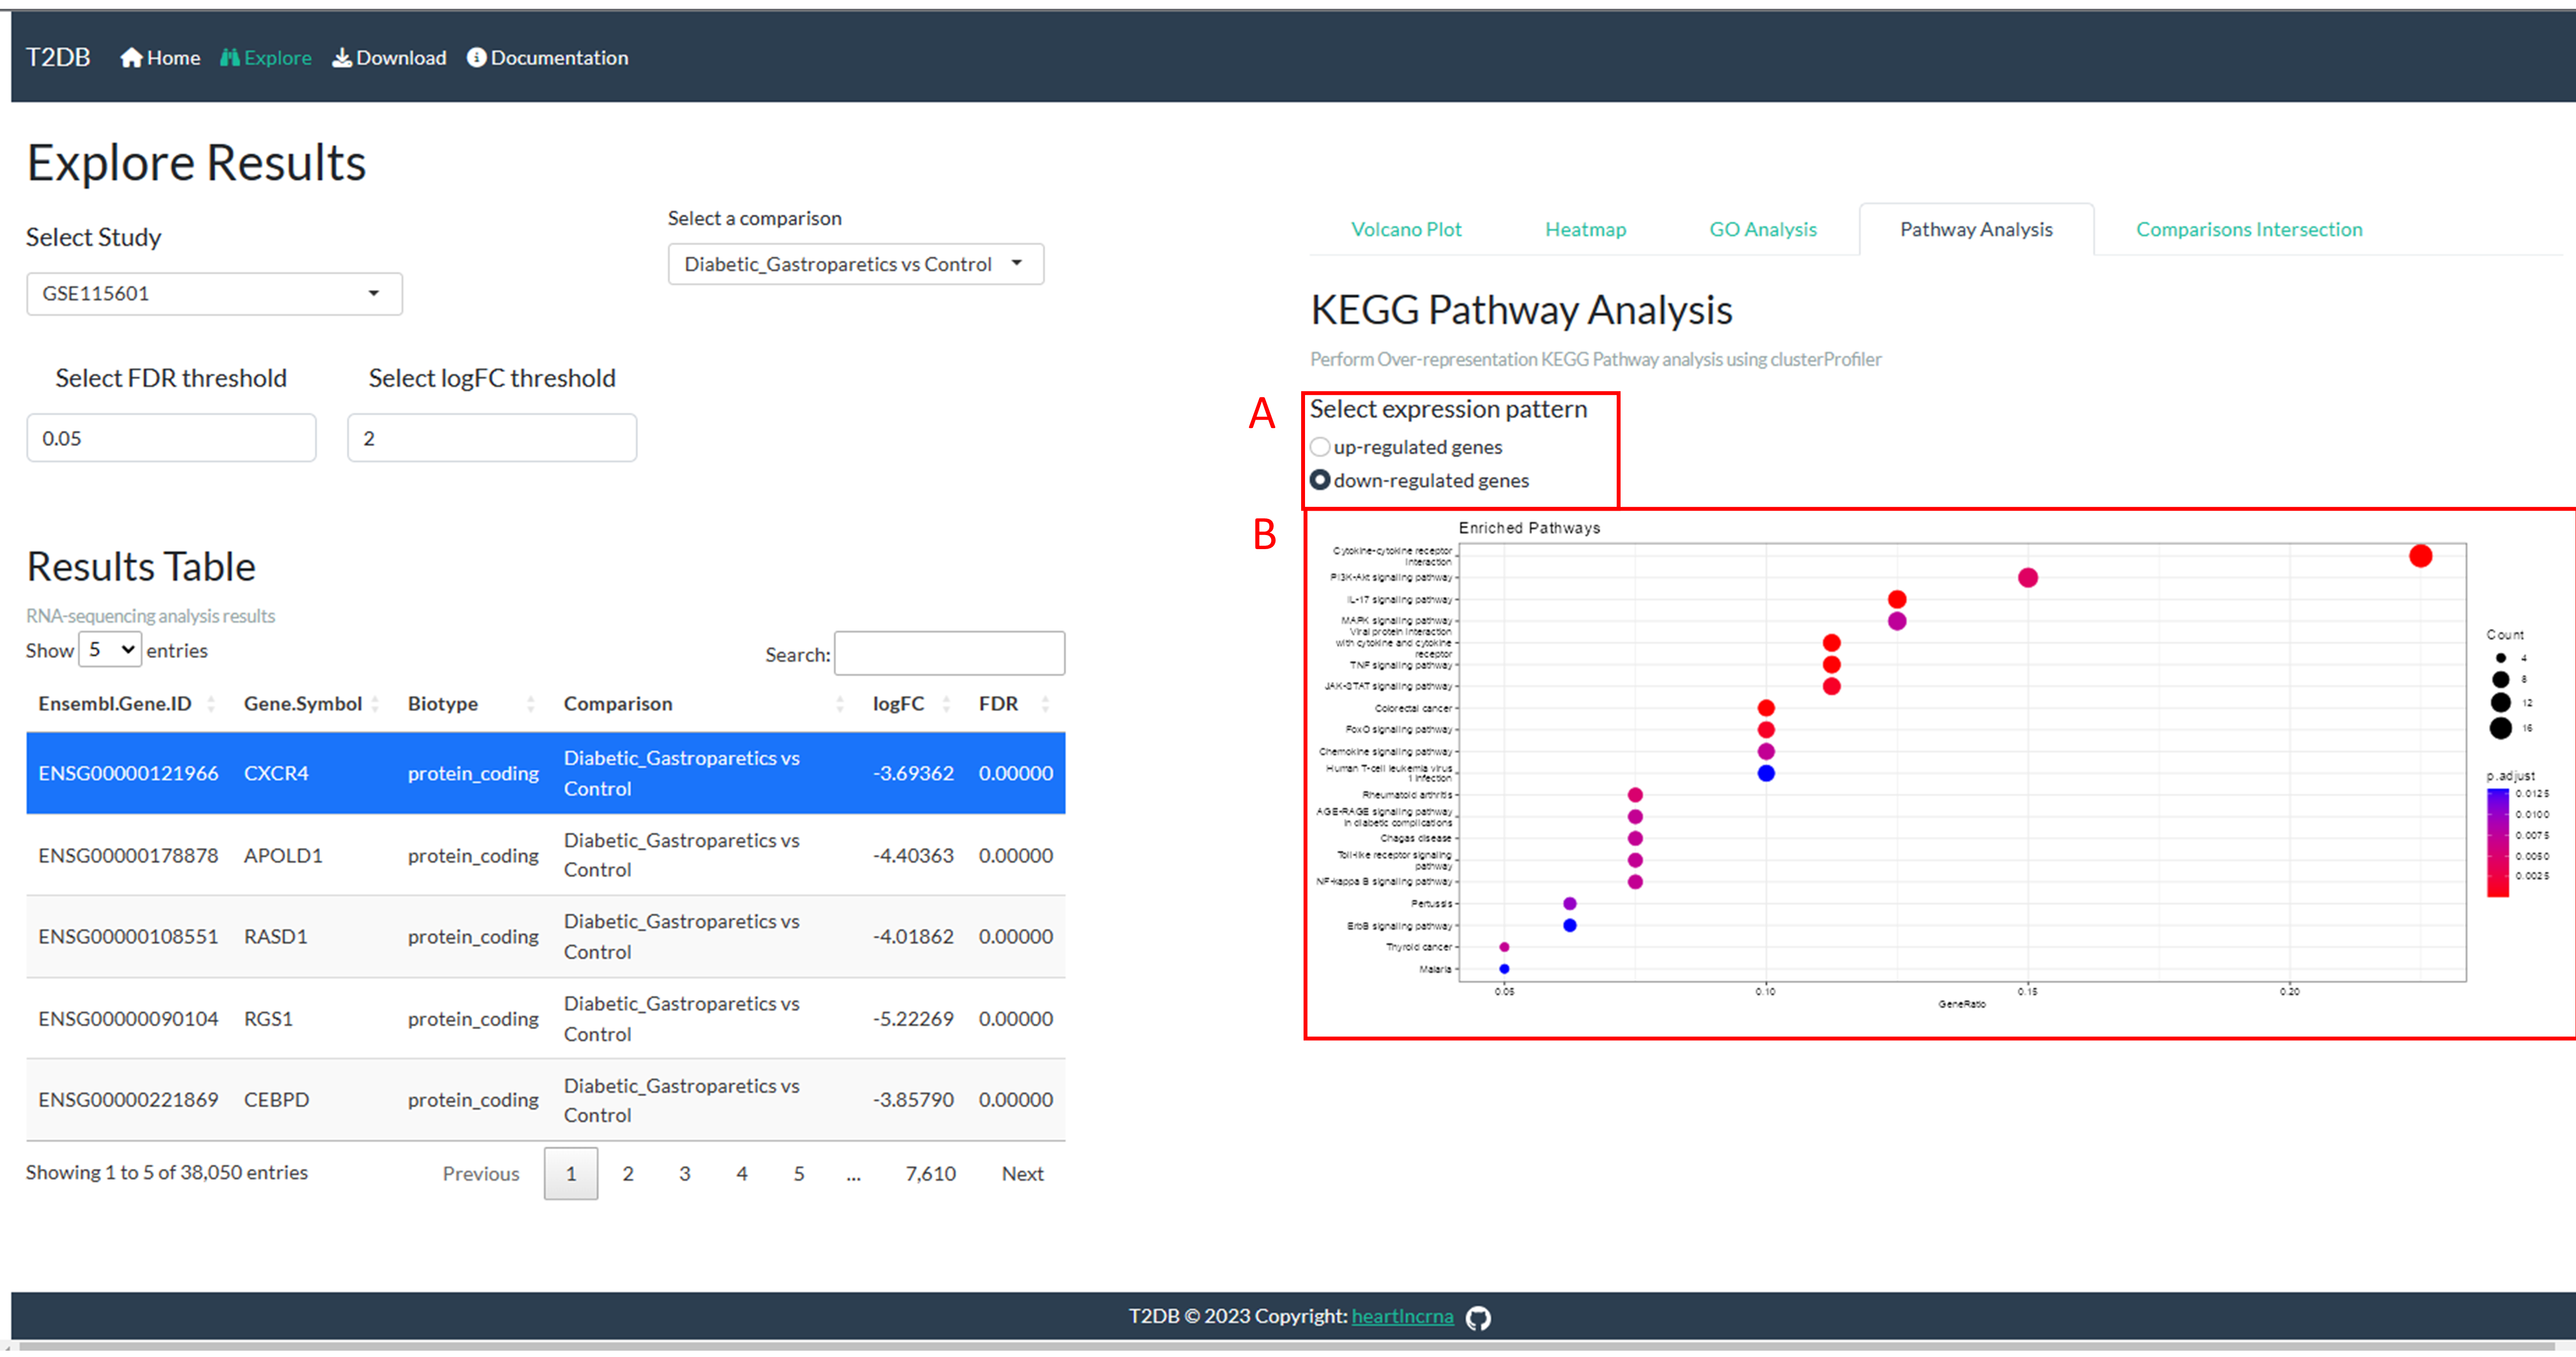 T2DB Home Explore Download Documentation
Explore Results
Select Study
GSE115601
Select a comparison
Diabetic_Gastroparetics vs Control
Select FDR threshold
Select logFC threshold
0.05
2
Results Table
RNA-sequencing analysis results
Show 5 entries
Search:
Ensembl.Gene.ID Gene.Symbol Biotype Comparison logFC FDR
ENSG00000121966 CXCR4 protein_coding Diabetic_Gastroparetics vs -3.69362 0.00000
Control
ENSG00000178878 APOLD1 protein_coding Diabetic_Gastroparetics vs -4.40363 0.00000
Control
ENSG00000108551 RASD1 protein_coding Diabetic_Gastroparetics vs -4.01862 0.00000
Control
ENSG00000090104 RGS1 protein_coding Diabetic_Gastroparetics vs -5.22269 0.00000
Control
ENSG00000221869 CEBPD protein_coding Diabetic_Gastroparetics vs -3.85790 0.00000
Control
Showing 1 to 5 of 38,050 entries
Previous 1 2 3 4 5 ... 7,610 Next
Volcano Plot Heatmap GO Analysis Pathway Analysis Comparisons Intersection
KEGG Pathway Analysis
Perform Over-representation KEGG Pathway analysis using clusterProfiler
A
Select expression pattern
up-regulated genes
down-regulated genes
B
Enriched Pathways
Cytokine-cytokine receptor
interaction
PI3K-Akt signaling pathway
IL-17 signaling pathway
MAPK signaling pathway
Viral protein interaction
with cytokine and cytokine
receptor
TNF signaling pathway
JAK-STAT signaling pathway
Colorectal cancer
FoxO signaling pathway
Chemokine signaling pathway
Human T-cell leukemia virus
1 infection
Rheumatoid arthritis
AGE-RAGE signaling pathway
in diabetic complications
Chagas disease
Toll-like receptor signaling
pathway
NF-kappa B signaling pathway
Pertussis
ErbB signaling pathway
Thyroid cancer
Malaria
0.05 0.10 0.15 0.20
GeneRatio
Count
4
8
12
16
p.adjust
0.0125
0.0100
0.0075
0.0050
0.0025
T2DB © 2023 Copyright: heartlncrna